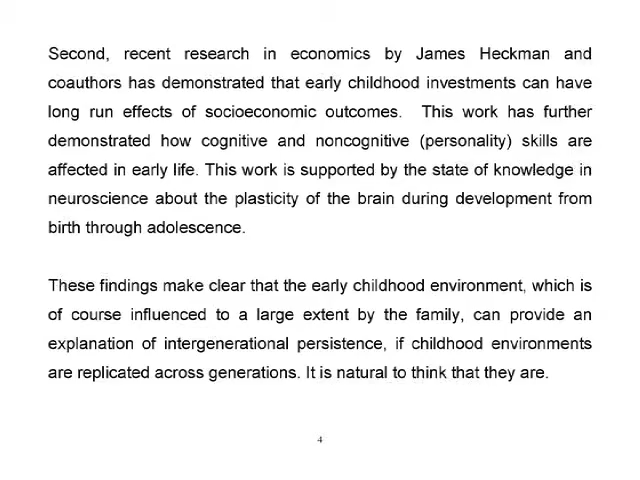 Second, recent research in economics by James Heckman and
coauthors has demonstrated that early childhood investments can have
long run effects of socioeconomic outcomes.  This work has further
demonstrated how cognitive and noncognitive (personality) skills are
affected in early life. This work is supported by the state of knowledge in
neuroscience about the plasticity of the brain during development from
birth through adolescence.
These findings make clear that the early childhood environment, which is
of course influenced to a large extent by the family, can provide an
explanation of intergenerational persistence, if childhood environments
are replicated across generations. It is natural to think that they are.
4